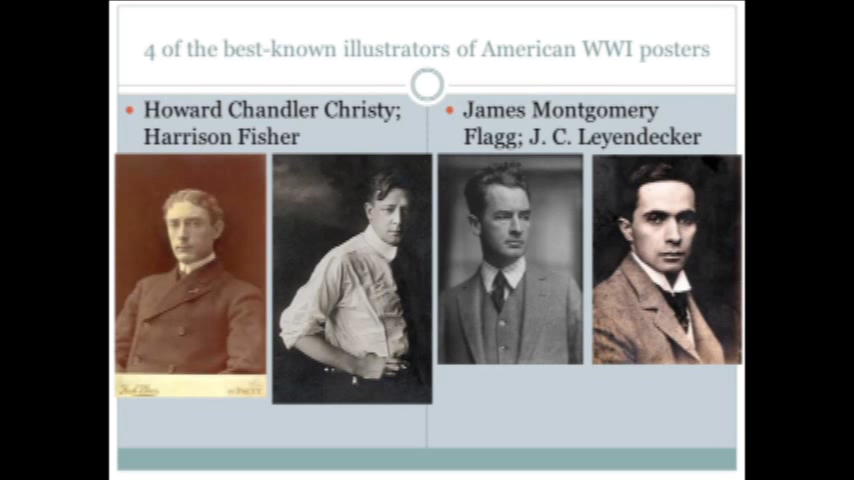 4 of the best-known illustrators of American WWI posters
Howard Chandler Christy;
Harrison Fisher
James Montgomery
Flagg; J. C. Leyendecker